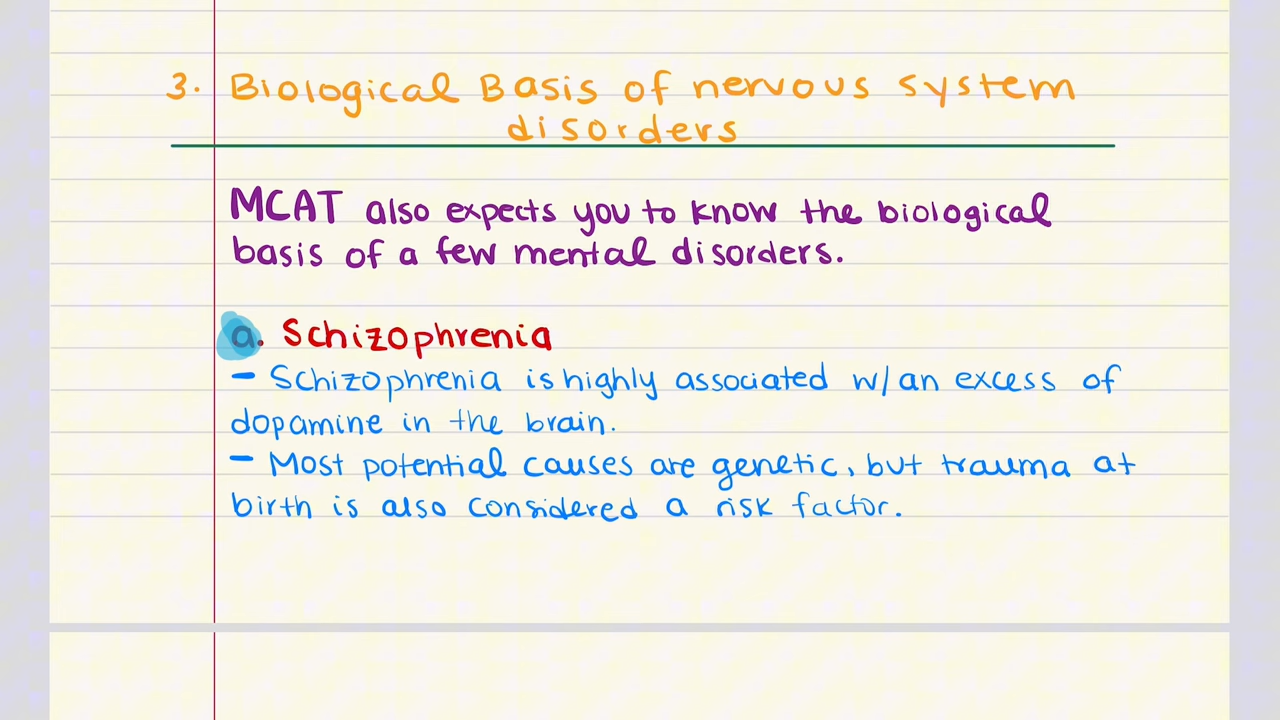 3. Biological Basis of nervous system
disorders
MCAT also expects you to know the biological
basis of a few mental disorders.
a. Schizophrenia
- Schizophrenia is highly associated w/an excess of
dopamine in the brain.
- Most potential causes are genetic, but trauma at
birth is also considered a risk factor.